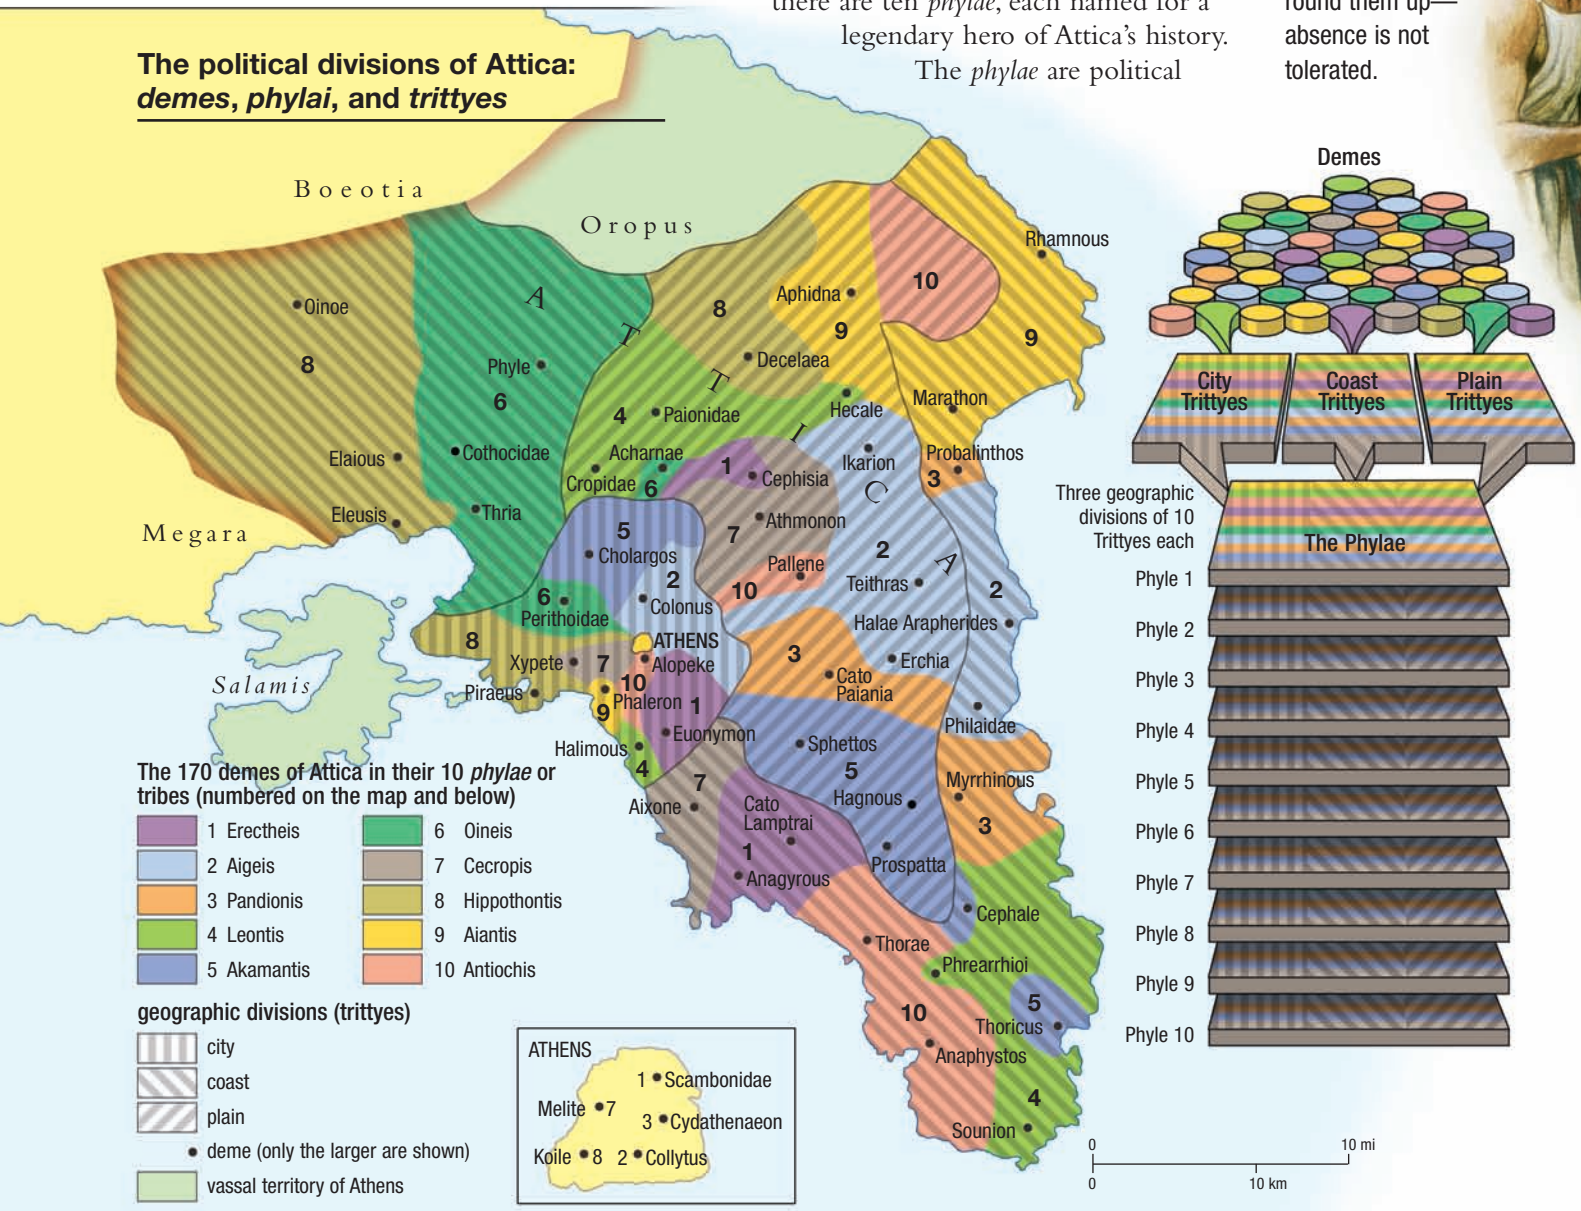 there are ten phylae, each named for a
legendary hero of Attica's history.
The phylae are political
round them up—
absence is not
tolerated.
The political divisions of Attica:
demes, phylai, and trittyes
Boeotia
Oropus
Megara
Salamis
ATTICA
Rhamnous
Oinoe
Aphidna
10
8
9
9
8
Phyle
Decelaea
6
4
Paionidae
Hecale
Marathon
Elaious
Cothocidae
Acharnae
Cropidae
6
1
Cephisia
Ikarion
Probalinthos
3
Eleusis
Thria
5
Cholargos
7
Athmonon
2
Pallene
10
2
Teithras
2
6
Perithoidae
Colonus
Halae Arapherides
8
ATHENS
Xypete
7
Alopeke
3
Erchia
Piraeus
10
Phaleron
1
Cato
Paiania
9
Philaidae
Halimous
Euonymon
Sphettos
4
7
5
Myrrhinous
Aixone
Cato
Lamptrai
Hagnous
3
1
Prospatta
Anagyrous
Cephale
Thorae
Phrearrhioi
10
5
Thoricus
Anaphystos
4
Sounion
The 170 demes of Attica in their 10 phylae or
tribes (numbered on the map and below)
1 Erectheis
2 Aigeis
3 Pandionis
4 Leontis
5 Akamantis
6 Oineis
7 Cecropis
8 Hippothontis
9 Aiantis
10 Antiochis
geographic divisions (trittyes)
city
coast
plain
deme (only the larger are shown)
vassal territory of Athens
ATHENS
1 Scambonidae
Melite 7
3 Cydathenaeon
Koile 8
2 Collytus
0 10 mi
0 10 km
Demes
City
Trittyes
Coast
Trittyes
Plain
Trittyes
Three geographic
divisions of 10
Trittyes each
The Phylae
Phyle 1
Phyle 2
Phyle 3
Phyle 4
Phyle 5
Phyle 6
Phyle 7
Phyle 8
Phyle 9
Phyle 10